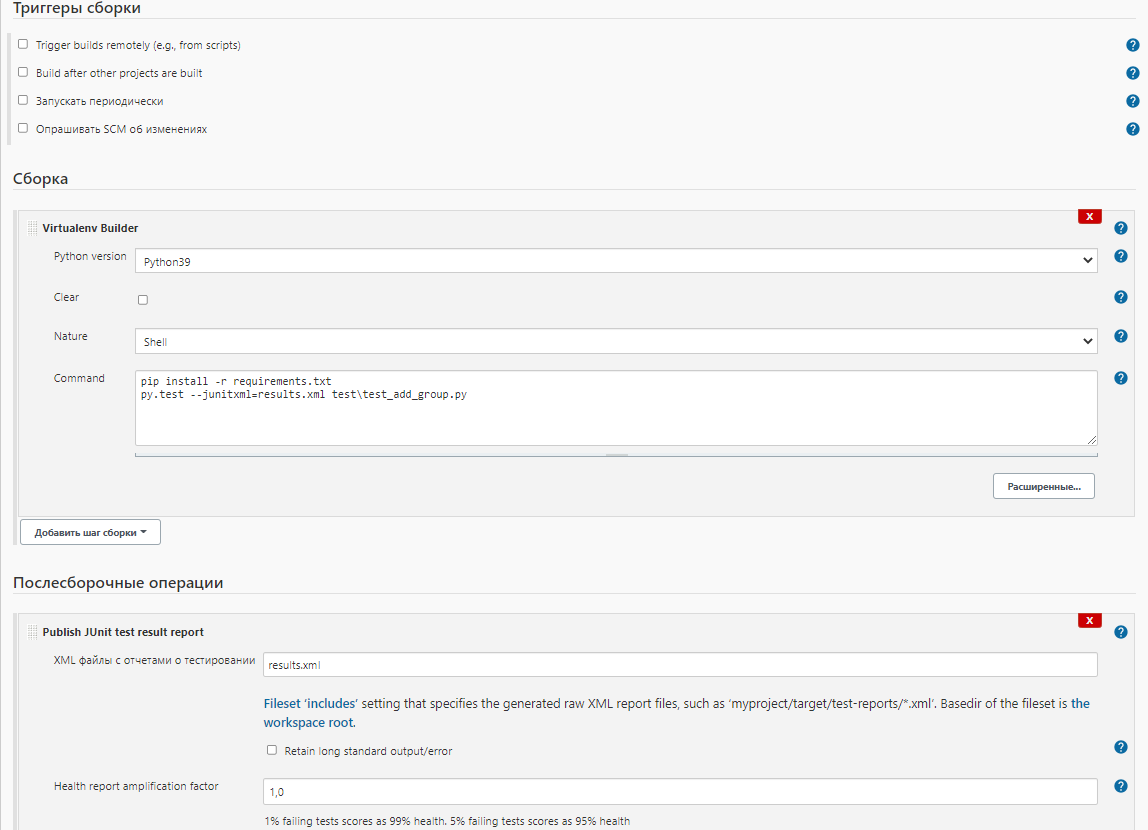 Триггеры сборки
Trigger builds remotely (e.g., from scripts)
?
Build after other projects are built
?
Запускать периодически
?
Опрашивать SCM об изменениях
?
Сборка
X
Virtualenv Builder
?
Python version
Python39
?
Clear
?
Nature
Shell
?
Command
pip install -r requirements.txt
py.test --junitxml=results.xml test\test_add_group.py
?
Расширенные...
Добавить шаг сборки
Послесборочные операции
X
Publish JUnit test result report
?
XML файлы с отчетами о тестировании
results.xml
Fileset ‘includes’ setting that specifies the generated raw XML report files, such as ‘myproject/target/test-reports/*.xml’. Basedir of the fileset is the
workspace root.
Retain long standard output/error
?
Health report amplification factor
1,0
?
1% failing tests scores as 99% health. 5% failing tests scores as 95% health